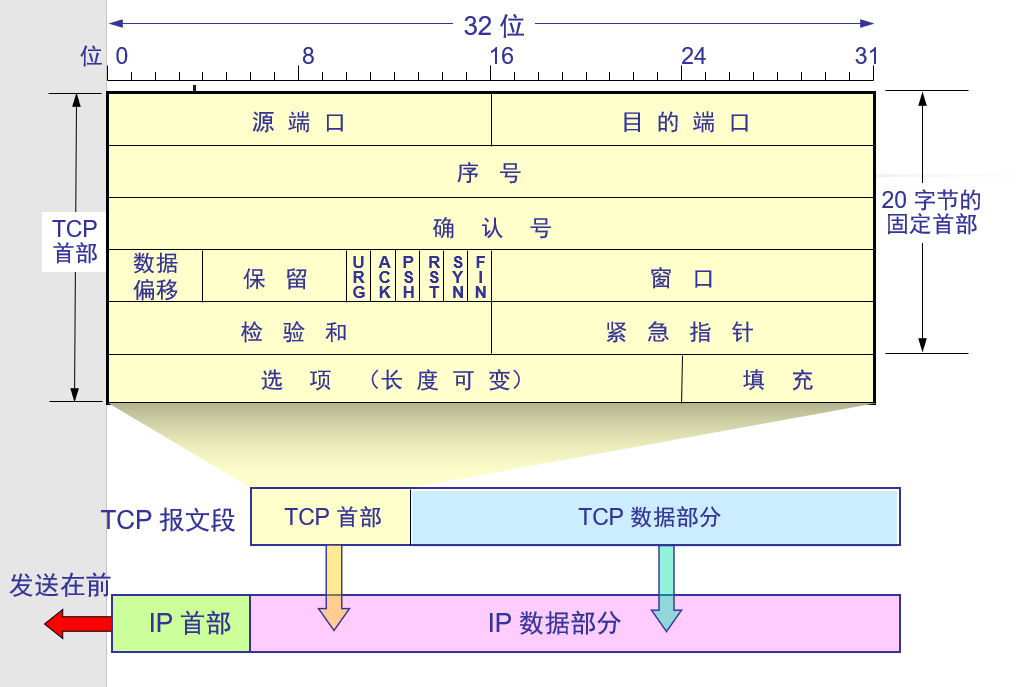 32 位
位 0 8 16 24 31
源 端 口
目 的 端 口
序 号
确 认 号
TCP
首部
20 字节的
固定首部
数据
偏移
保 留
URG
ACK
PSH
RST
SYN
FIN
窗 口
检 验 和
紧 急 指 针
选 项 （长 度 可 变）
填 充
TCP 报文段
TCP 首部
TCP 数据部分
发送在前
IP 首部
IP 数据部分